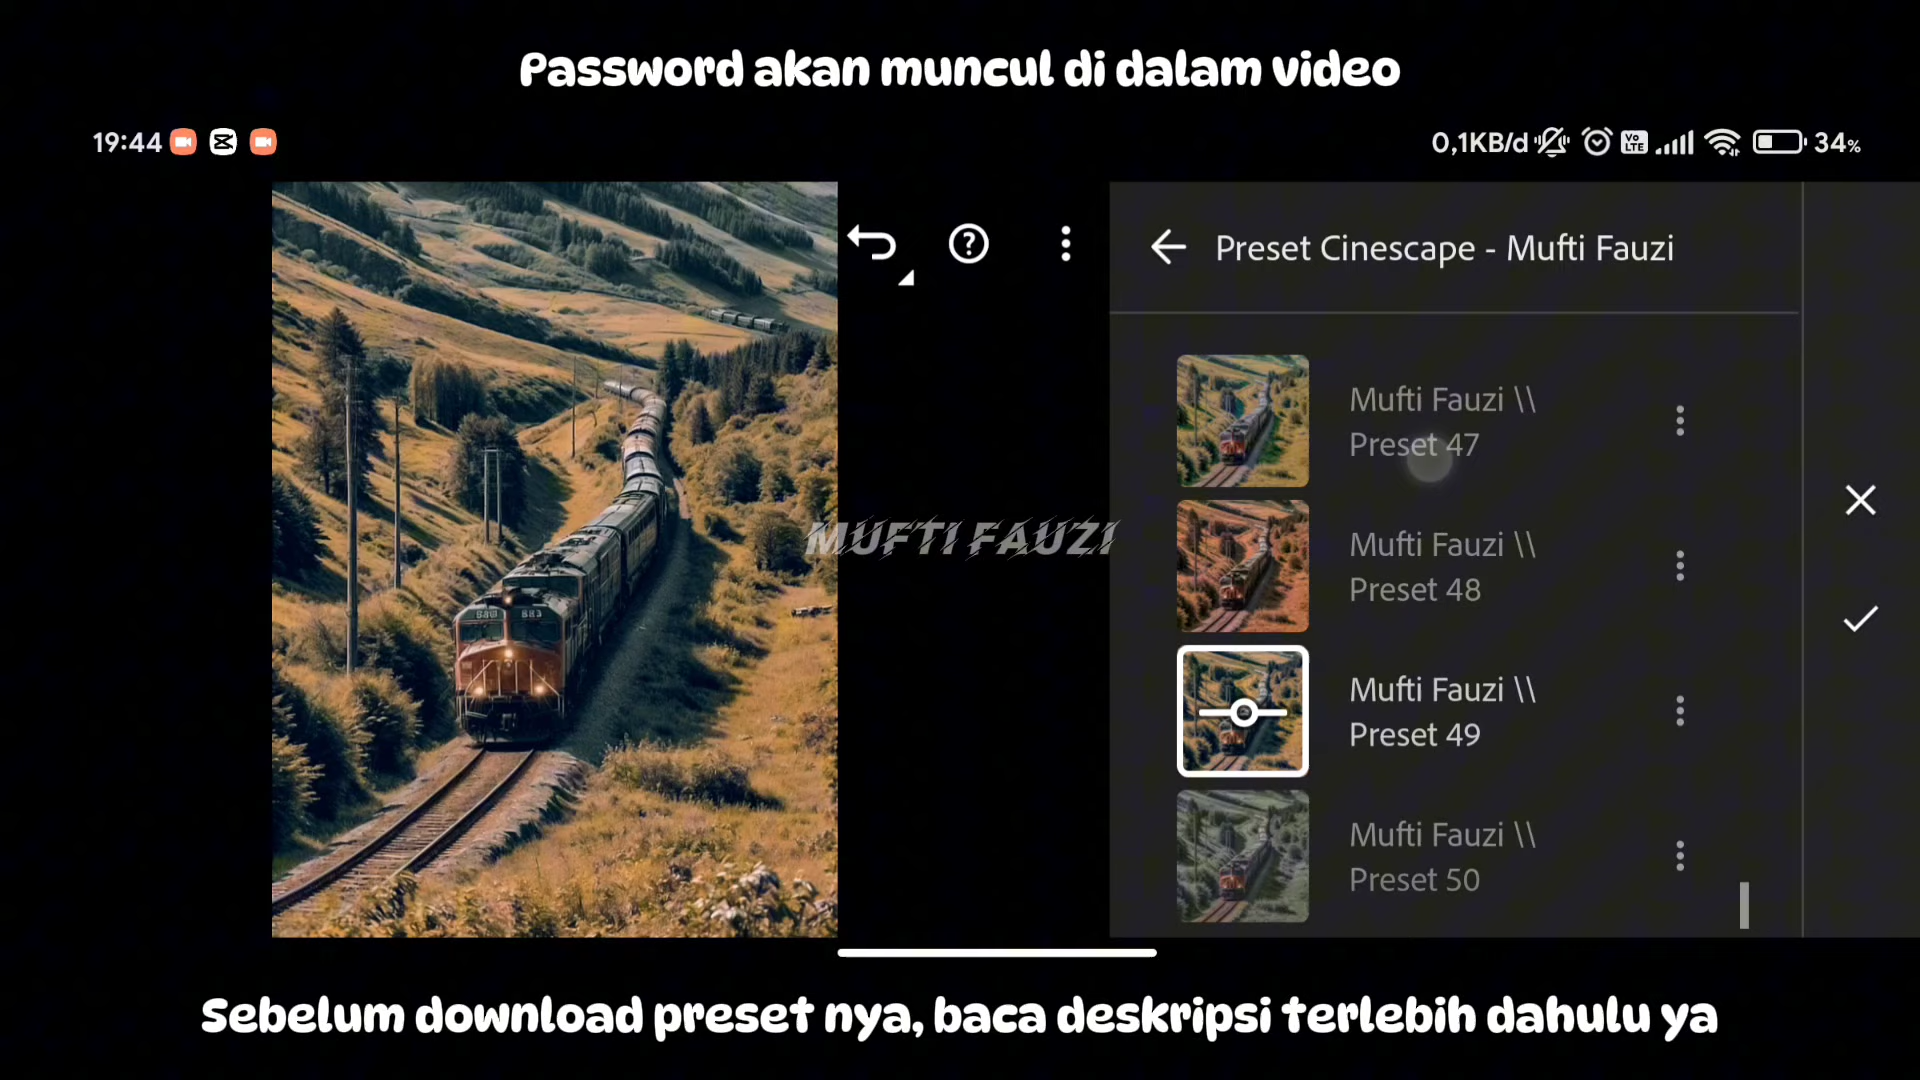 Password akan muncul di dalam video
19:44
0,1KB/d
Vo LTE
34%
Preset Cinescape - Mufti Fauzi
Mufti Fauzi \\
Preset 47
Mufti Fauzi \\
Preset 48
MUFTI FAUZI
Mufti Fauzi \\
Preset 49
Mufti Fauzi \\
Preset 50
Sebelum download preset nya, baca deskripsi terlebih dahulu ya